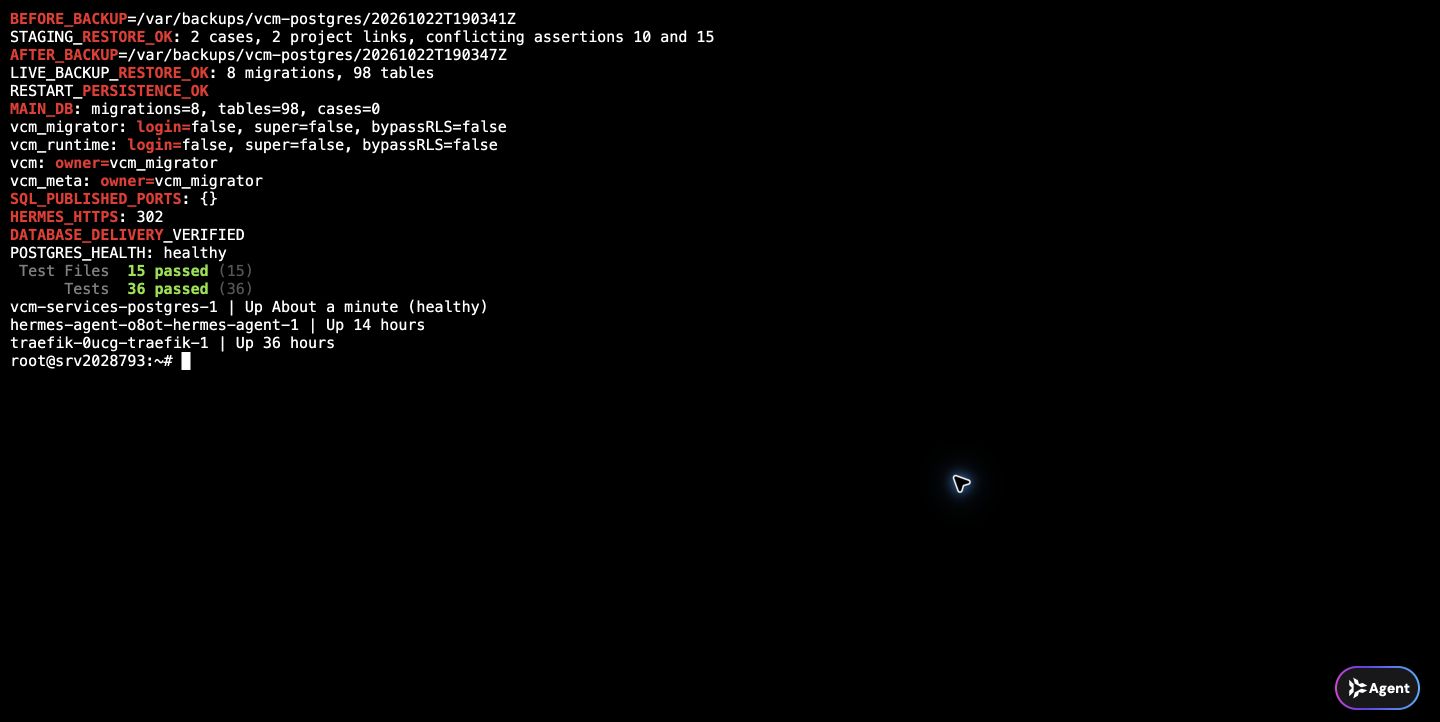 BEFORE_BACKUP=/var/backups/vcm-postgres/20261022T190341Z
STAGING_RESTORE_OK: 2 cases, 2 project links, conflicting assertions 10 and 15
AFTER_BACKUP=/var/backups/vcm-postgres/20261022T190347Z
LIVE_BACKUP_RESTORE_OK: 8 migrations, 98 tables
RESTART_PERSISTENCE_OK
MAIN_DB: migrations=8, tables=98, cases=0
vcm_migrator: login=false, super=false, bypassRLS=false
vcm_runtime: login=false, super=false, bypassRLS=false
vcm: owner=vcm_migrator
vcm_meta: owner=vcm_migrator
SQL_PUBLISHED_PORTS: {}
HERMES_HTTPS: 302
DATABASE_DELIVERY_VERIFIED
POSTGRES_HEALTH: healthy
Test Files  15 passed (15)
Tests  36 passed (36)
vcm-services-postgres-1 | Up About a minute (healthy)
hermes-agent-o8ot-hermes-agent-1 | Up 14 hours
traefik-0ucg-traefik-1 | Up 36 hours
root@srv2028793:~#
Agent